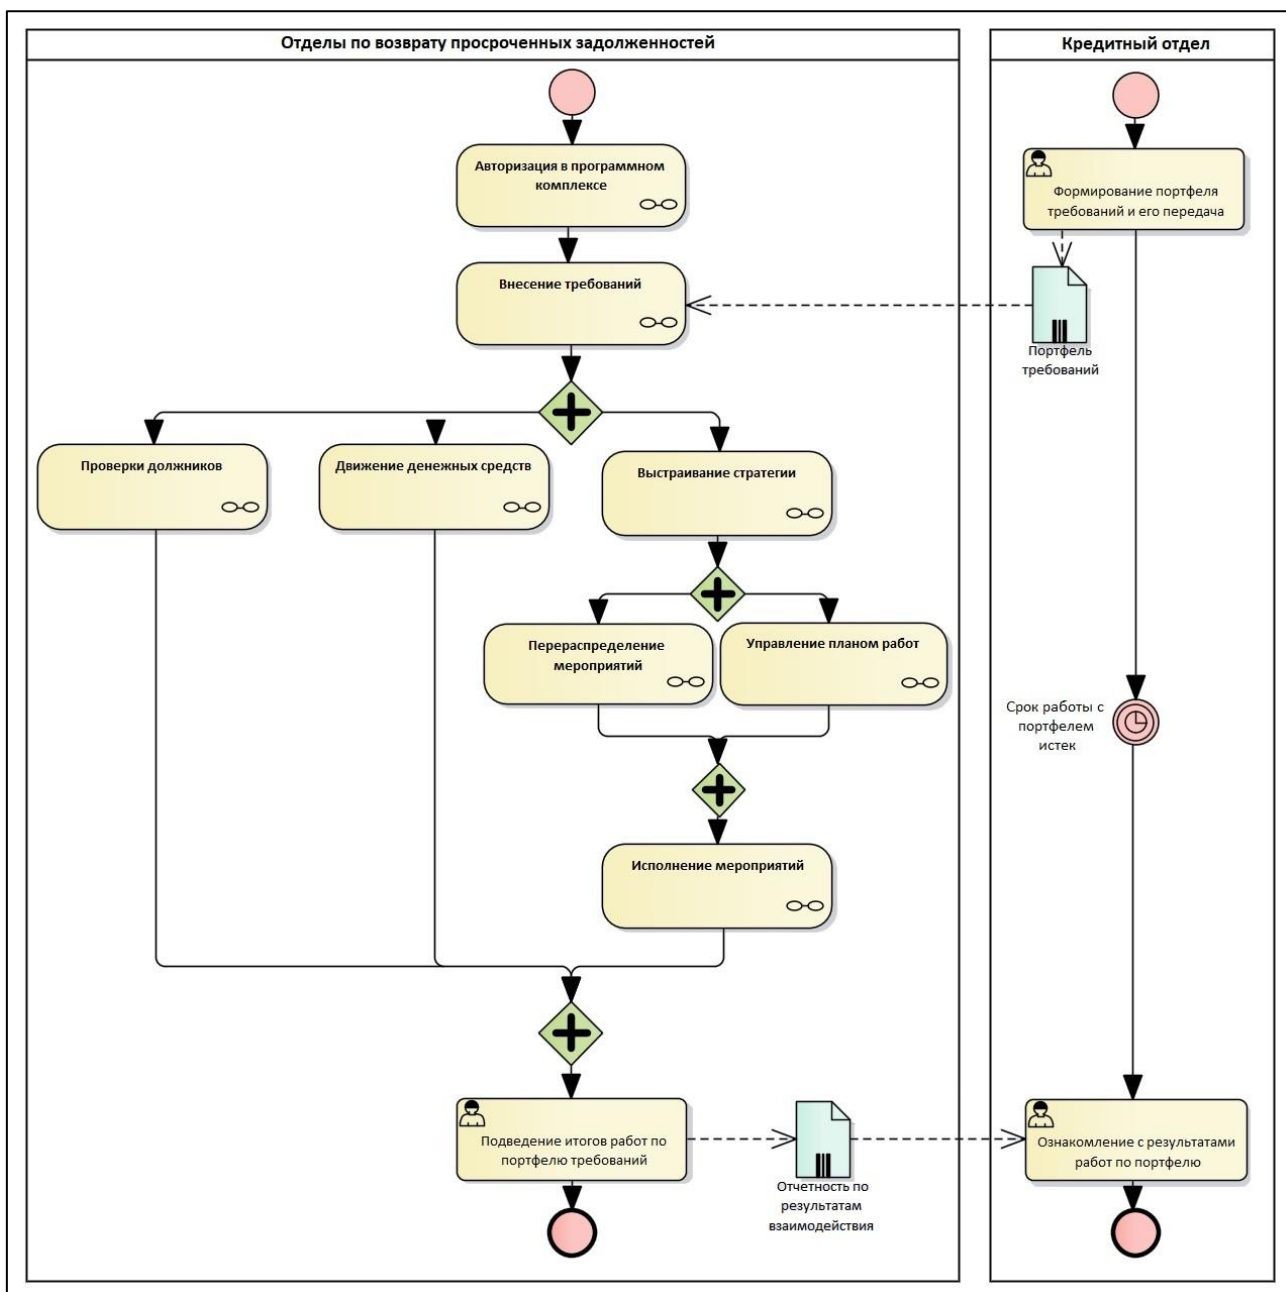 Отделы по возврату просроченных задолженностей
Кредитный отдел
Авторизация в программном
комплексе
Формирование портфеля
требований и его передача
Внесение требований
Портфель
требований
Проверки должников
Движение денежных средств
Выстраивание стратегии
Перераспределение
мероприятий
Управление планом работ
Срок работы с
портфелем
истек
Исполнение мероприятий
Подведение итогов работ по
портфелю требований
Отчетность по
результатам
взаимодействия
Ознакомление с результатами
работ по портфелю